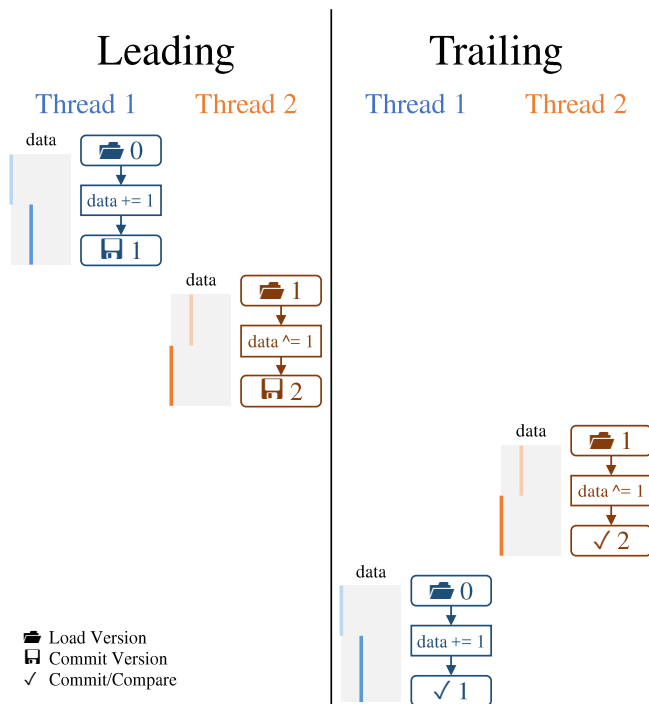 Leading
Trailing
Thread 1
Thread 2
Thread 1
Thread 2
data
0
data += 1
1
data
1
data ^= 1
2
data
1
data ^= 1
✓ 2
data
0
data += 1
✓ 1
Load Version
Commit Version
✓ Commit/Compare